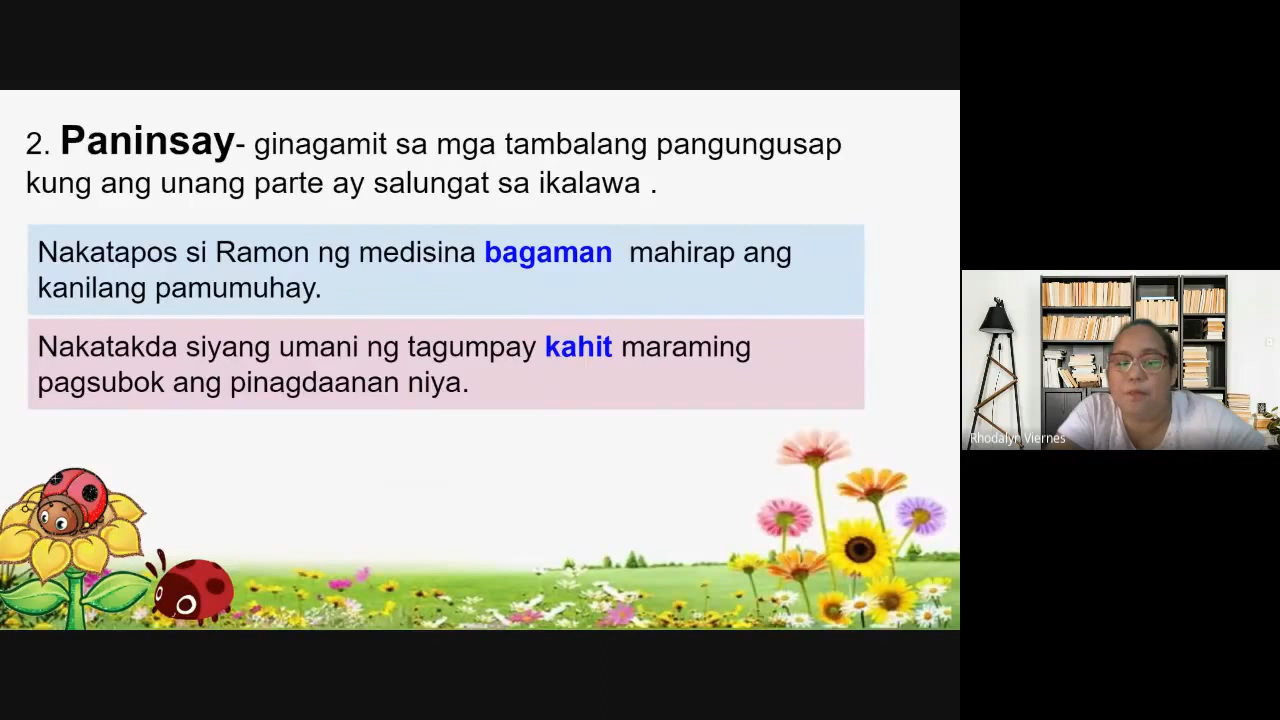 2. Paninsay- ginagamit sa mga tambalang pangungusap
kung ang unang parte ay salungat sa ikalawa .
Nakatapos si Ramon ng medisina bagaman mahirap ang
kanilang pamumuhay.
Nakatakda siyang umani ng tagumpay kahit maraming
pagsubok ang pinagdaanan niya.
Rhodalyn Viernes